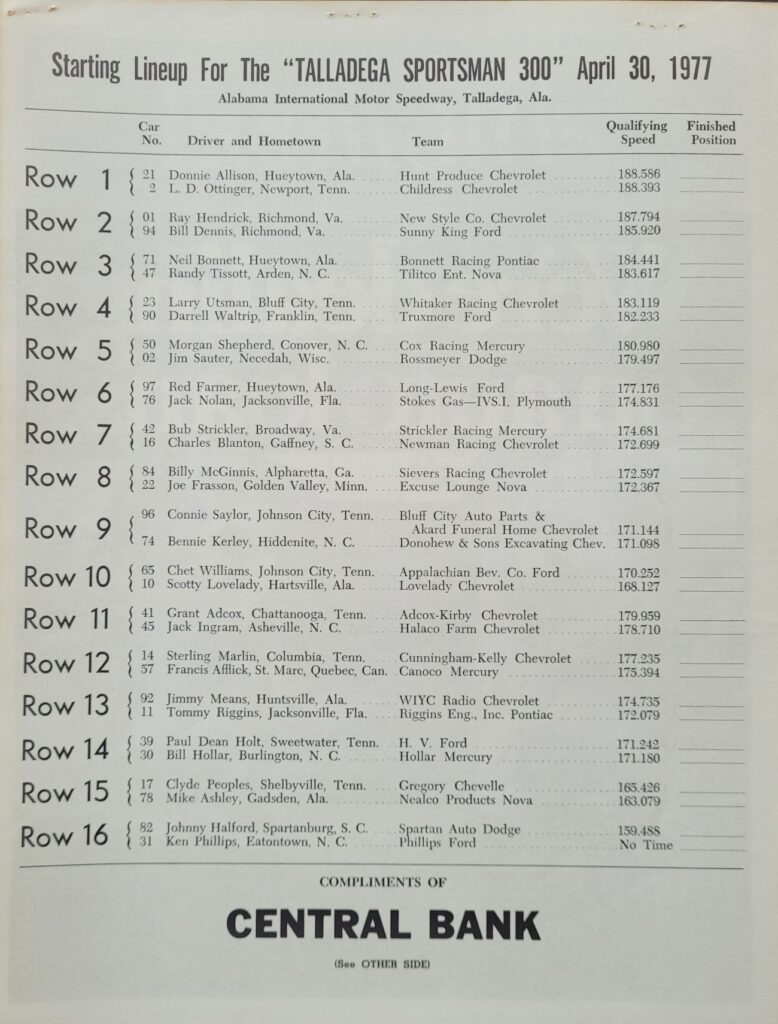 Starting Lineup For The "TALLADEGA SPORTSMAN 300" April 30, 1977
Alabama International Motor Speedway, Talladega, Ala.
Car No. Driver and Hometown Team Qualifying Speed Finished Position
Row 1
21 Donnie Allison, Hueytown, Ala. Hunt Produce Chevrolet 188.586
2 L. D. Ottinger, Newport, Tenn. Childress Chevrolet 188.393
Row 2
01 Ray Hendrick, Richmond, Va. New Style Co. Chevrolet 187.794
94 Bill Dennis, Richmond, Va. Sunny King Ford 185.920
Row 3
71 Neil Bonnett, Hueytown, Ala. Bonnett Racing Pontiac 184.441
47 Randy Tissott, Arden, N. C. Tilitco Ent. Nova 183.617
Row 4
23 Larry Utsman, Bluff City, Tenn. Whitaker Racing Chevrolet 183.119
90 Darrell Waltrip, Franklin, Tenn. Truxmore Ford 182.233
Row 5
50 Morgan Shepherd, Conover, N. C. Cox Racing Mercury 180.980
02 Jim Sauter, Necedah, Wisc. Rossmeyer Dodge 179.497
Row 6
97 Red Farmer, Hueytown, Ala. Long-Lewis Ford 177.176
76 Jack Nolan, Jacksonville, Fla. Stokes Gas—IVS.I. Plymouth 174.831
Row 7
42 Bub Strickler, Broadway, Va. Strickler Racing Mercury 174.681
16 Charles Blanton, Gaffney, S. C. Newman Racing Chevrolet 172.699
Row 8
84 Billy McGinnis, Alpharetta, Ga. Sievers Racing Chevrolet 172.597
22 Joe Frasson, Golden Valley, Minn. Excuse Lounge Nova 172.367
Row 9
96 Connie Saylor, Johnson City, Tenn. Bluff City Auto Parts &
Akard Funeral Home Chevrolet 171.144
74 Bennie Kerley, Hiddenite, N. C. Donohew & Sons Excavating Chev. 171.098
Row 10
65 Chet Williams, Johnson City, Tenn. Appalachian Bev. Co. Ford 170.252
10 Scotty Lovelady, Hartsville, Ala. Lovelady Chevrolet 168.127
Row 11
41 Grant Adcox, Chattanooga, Tenn. Adcox-Kirby Chevrolet 179.959
45 Jack Ingram, Asheville, N. C. Halaco Farm Chevrolet 178.710
Row 12
14 Sterling Marlin, Columbia, Tenn. Cunningham-Kelly Chevrolet 177.235
57 Francis Afflick, St. Marc, Quebec, Can. Canoco Mercury 175.394
Row 13
92 Jimmy Means, Huntsville, Ala. WIYC Radio Chevrolet 174.735
11 Tommy Riggins, Jacksonville, Fla. Riggins Eng., Inc. Pontiac 172.079
Row 14
39 Paul Dean Holt, Sweetwater, Tenn. H. V. Ford 171.242
30 Bill Hollar, Burlington, N. C. Hollar Mercury 171.180
Row 15
17 Clyde Peoples, Shelbyville, Tenn. Gregory Chevelle 165.426
78 Mike Ashley, Gadsden, Ala. Nealco Products Nova 163.079
Row 16
82 Johnny Halford, Spartanburg, S. C. Spartan Auto Dodge 159.488
31 Ken Phillips, Eatontown, N. C. Phillips Ford No Time
COMPLIMENTS OF
CENTRAL BANK
(See OTHER SIDE)